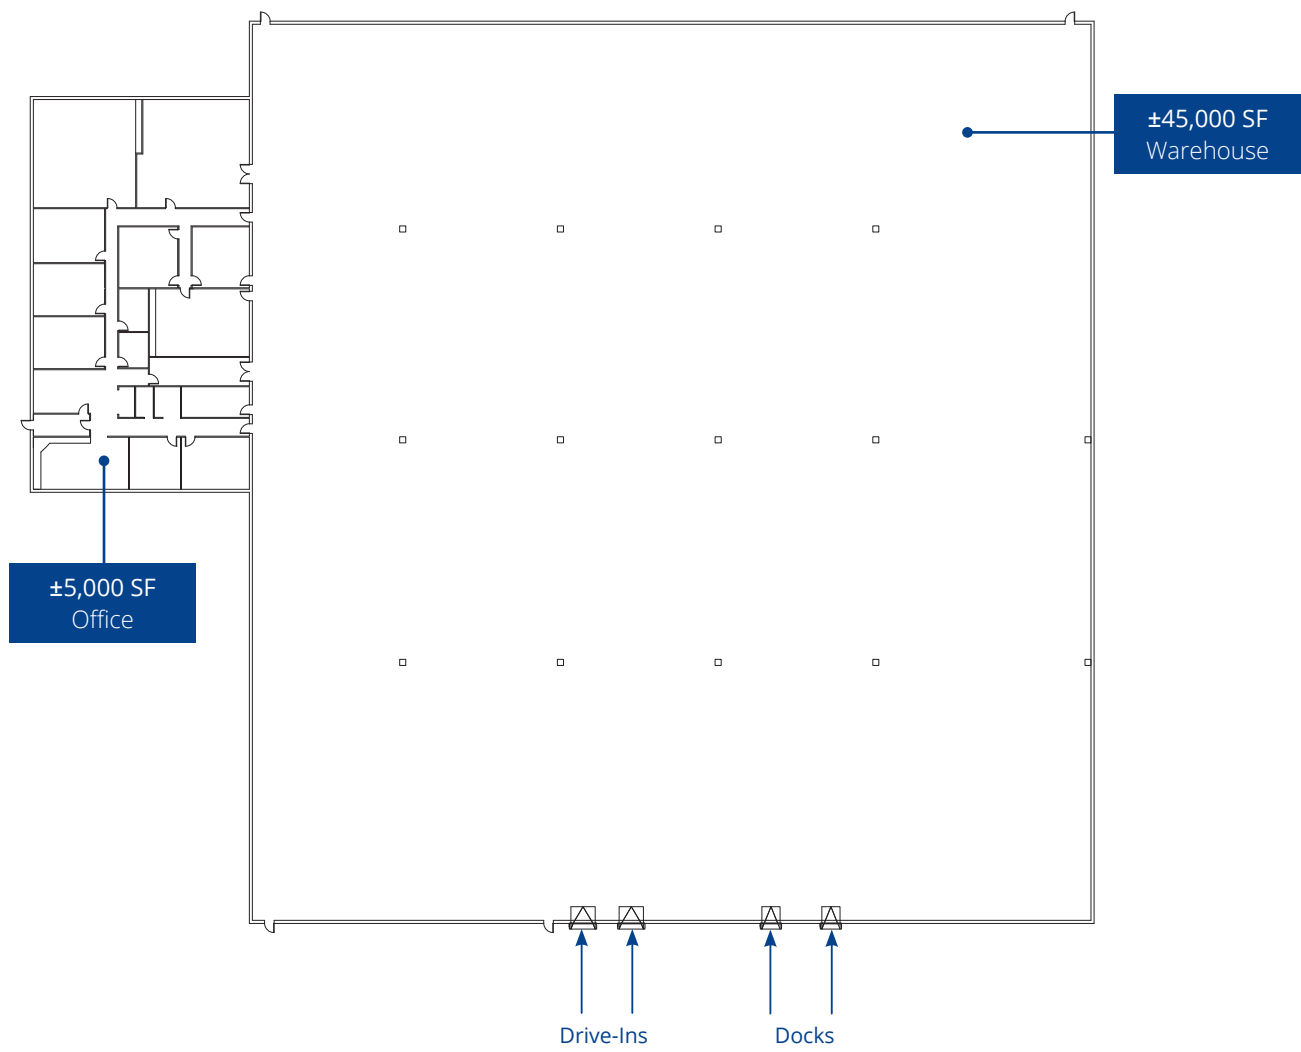 ±45,000 SF
Warehouse
±5,000 SF
Office
Drive-Ins
Docks